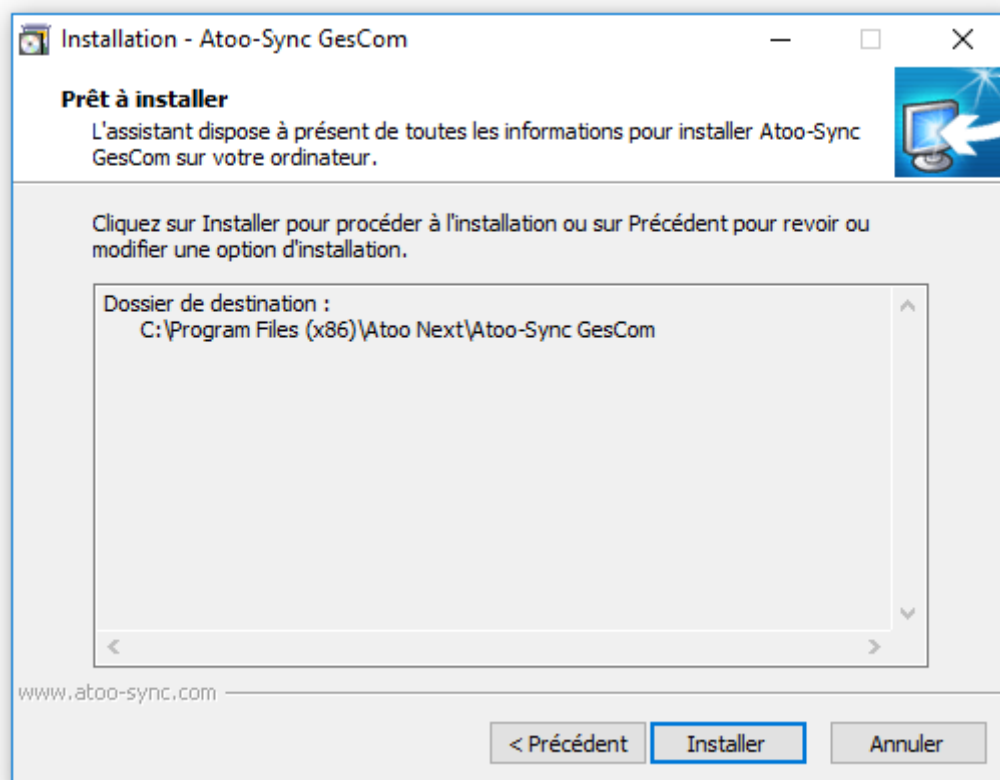 Installation - Atoo-Sync GesCom
Prêt à installer
L'assistant dispose à présent de toutes les informations pour installer Atoo-Sync
GesCom sur votre ordinateur.
Cliquez sur Installer pour procéder à l'installation ou sur Précédent pour revoir ou
modifier une option d'installation.
Dossier de destination :
C:\Program Files (x86)\Atoo Next\Atoo-Sync GesCom
www.atoo-sync.com
< Précédent
Installer
Annuler